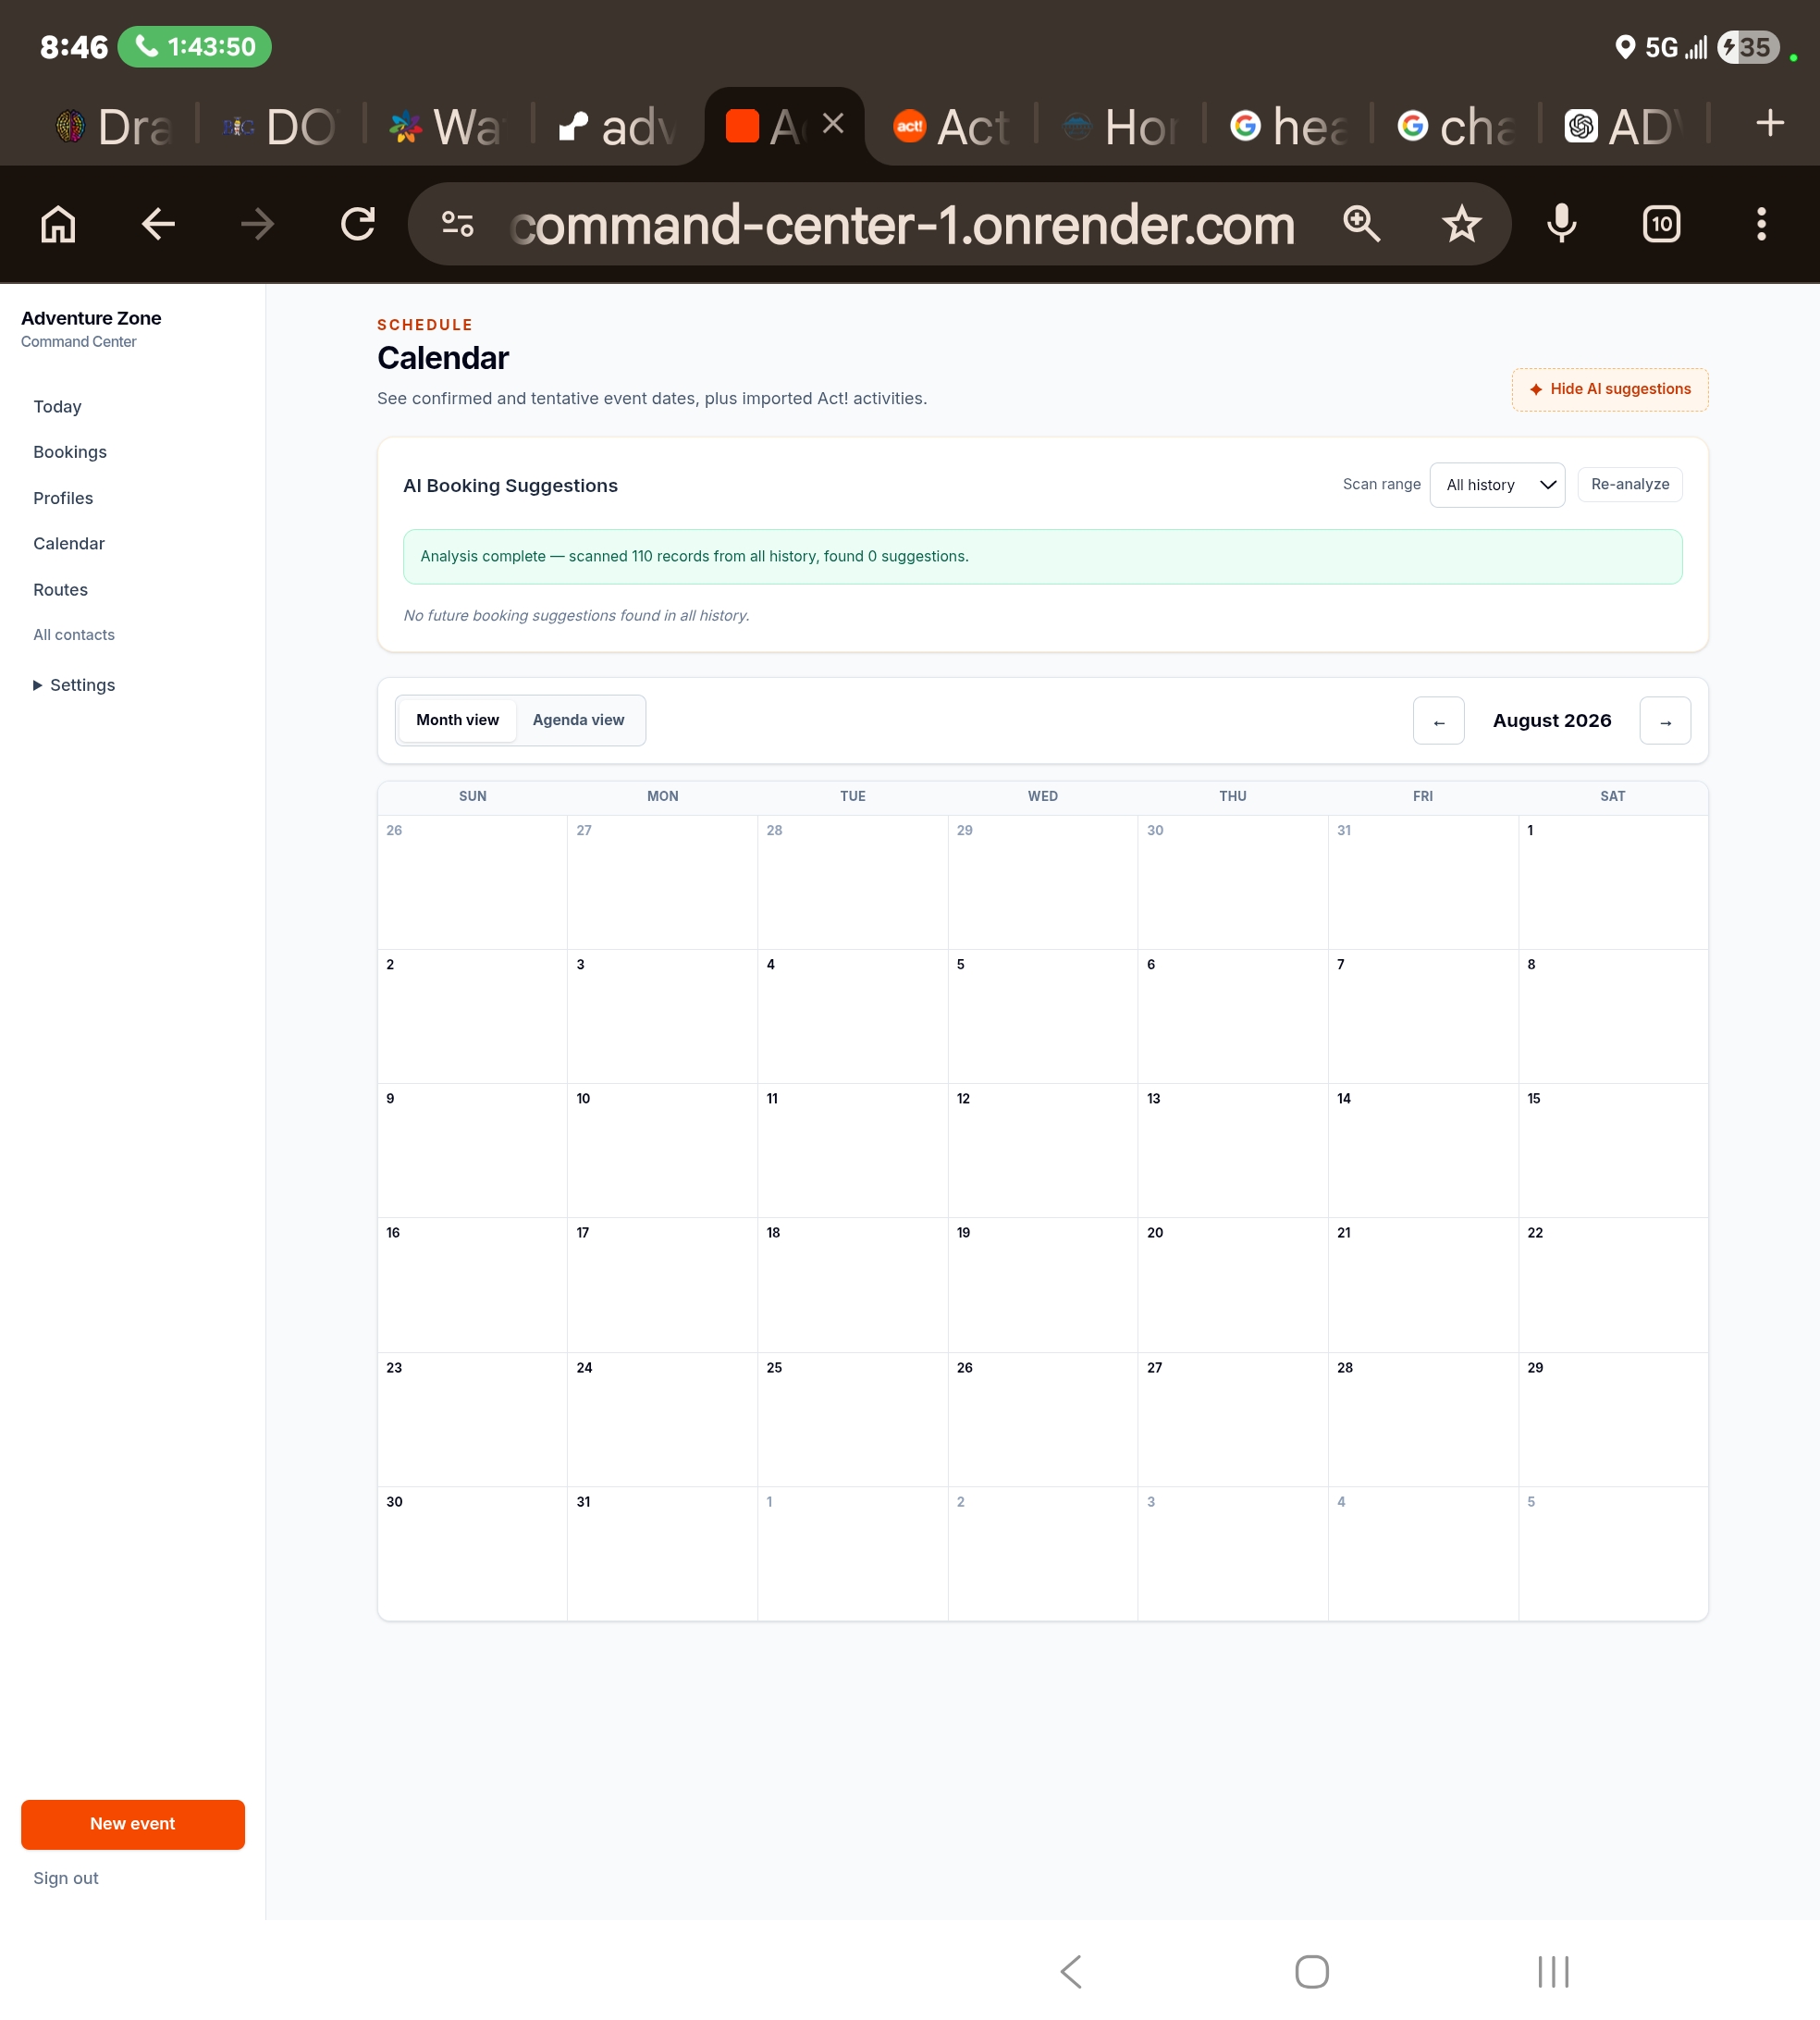 8:46 1:43:50 5G 35
Dra DO Wa adv A Act Hor hea cha AD
command-center-1.onrender.com 10
Adventure Zone
Command Center
Today
Bookings
Profiles
Calendar
Routes
All contacts
Settings
New event
Sign out
SCHEDULE
Calendar
See confirmed and tentative event dates, plus imported Act! activities.
Hide AI suggestions
AI Booking Suggestions
Scan range All history Re-analyze
Analysis complete — scanned 110 records from all history, found 0 suggestions.
No future booking suggestions found in all history.
Month view Agenda view ← August 2026 →
SUN MON TUE WED THU FRI SAT
26 27 28 29 30 31 1
2 3 4 5 6 7 8
9 10 11 12 13 14 15
16 17 18 19 20 21 22
23 24 25 26 27 28 29
30 31 1 2 3 4 5